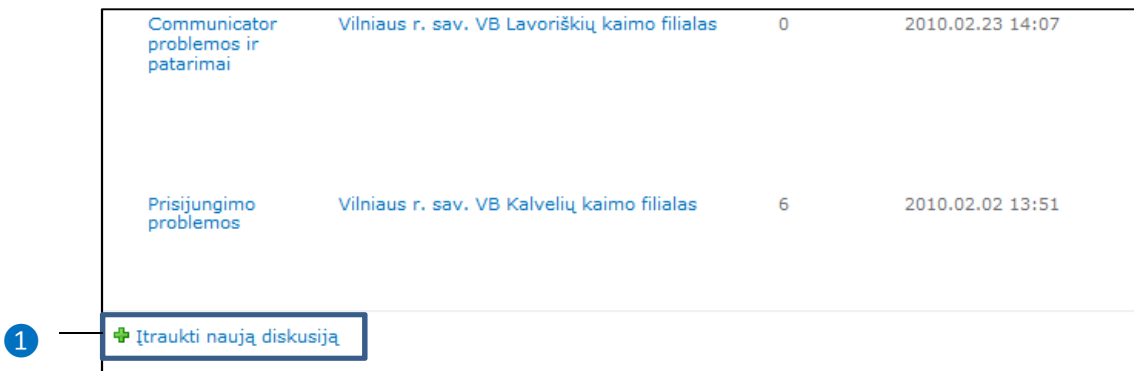 Communicator problemos ir patarimai Vilniaus r. sav. VB Lavoriškių kaimo filialas 0 2010.02.23 14:07
Prisijungimo problemos Vilniaus r. sav. VB Kalvelių kaimo filialas 6 2010.02.02 13:51
1 Įtraukti naują diskusiją